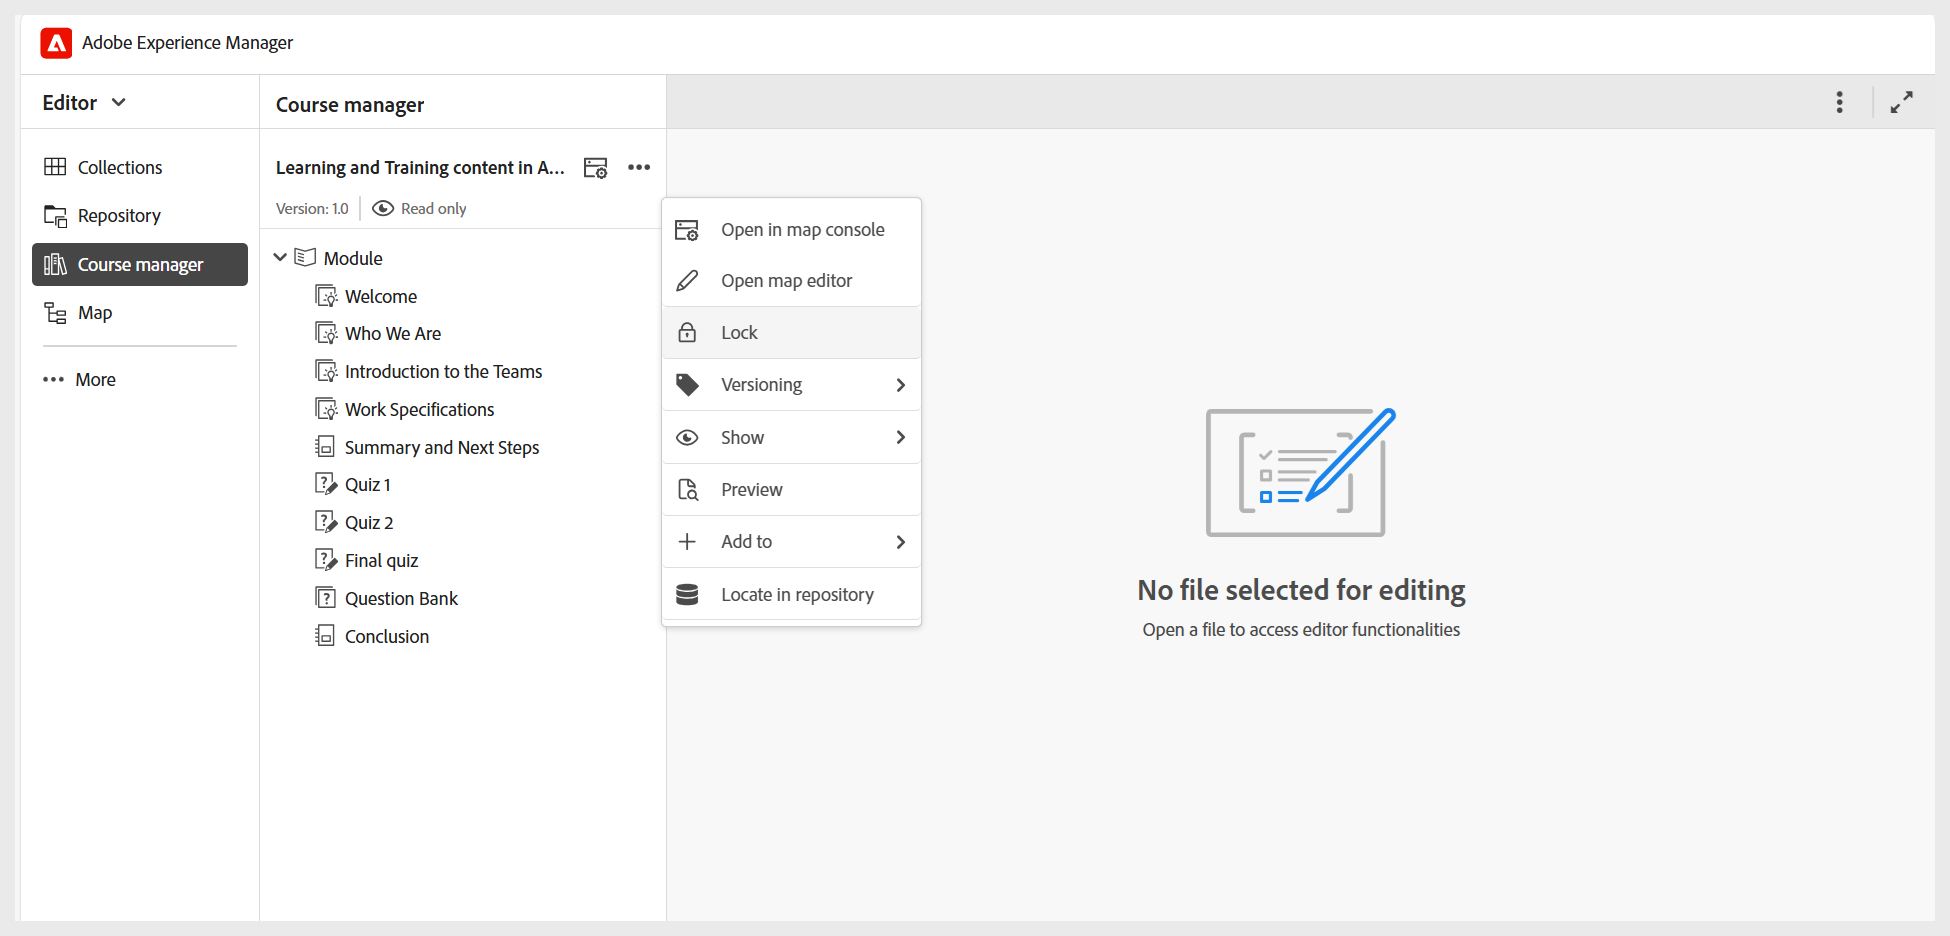 Adobe Experience Manager
Editor
Course manager
Collections
Repository
Course manager
Map
More
Learning and Training content in A...
Version: 1.0
Read only
Module
Welcome
Who We Are
Introduction to the Teams
Work Specifications
Summary and Next Steps
Quiz 1
Quiz 2
Final quiz
Question Bank
Conclusion
Open in map console
Open map editor
Lock
Versioning
Show
Preview
Add to
Locate in repository
No file selected for editing
Open a file to access editor functionalities